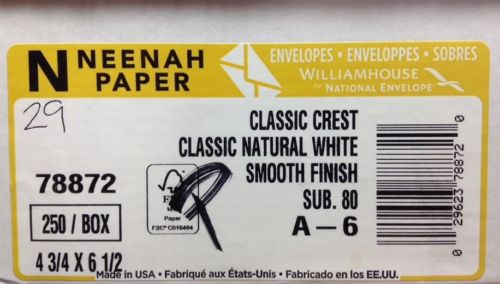 N NEENAH
PAPER
ENVELOPES • ENVELOPPES • SOBRES
WILLIAMHOUSE
BY NATIONAL ENVELOPE
29
CLASSIC CREST
CLASSIC NATURAL WHITE
SMOOTH FINISH
SUB. 80
A-6
78872
250 / BOX
4 3/4 X 6 1/2
Paper
0 29623 78872 0
Made in USA • Fabriqué aux États-Unis • Fabricado en los EE.UU.